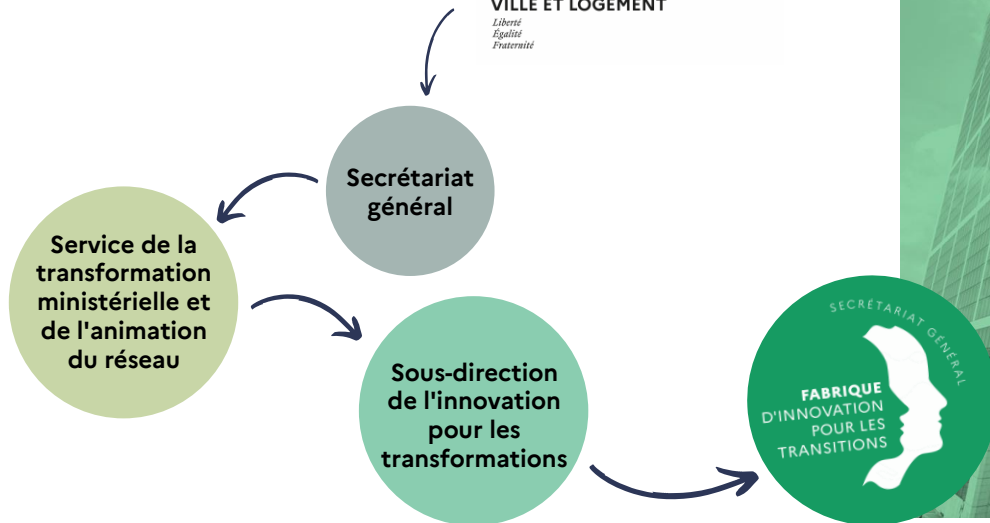 VILLE ET LOGEMENT
Liberté
Égalité
Fraternité
Secrétariat
général
Service de la
transformation
ministérielle et
de l'animation
du réseau
Sous-direction
de l'innovation
pour les
transformations
SECRÉTARIAT GÉNÉRAL
FABRIQUE
D'INNOVATION
POUR LES
TRANSITIONS